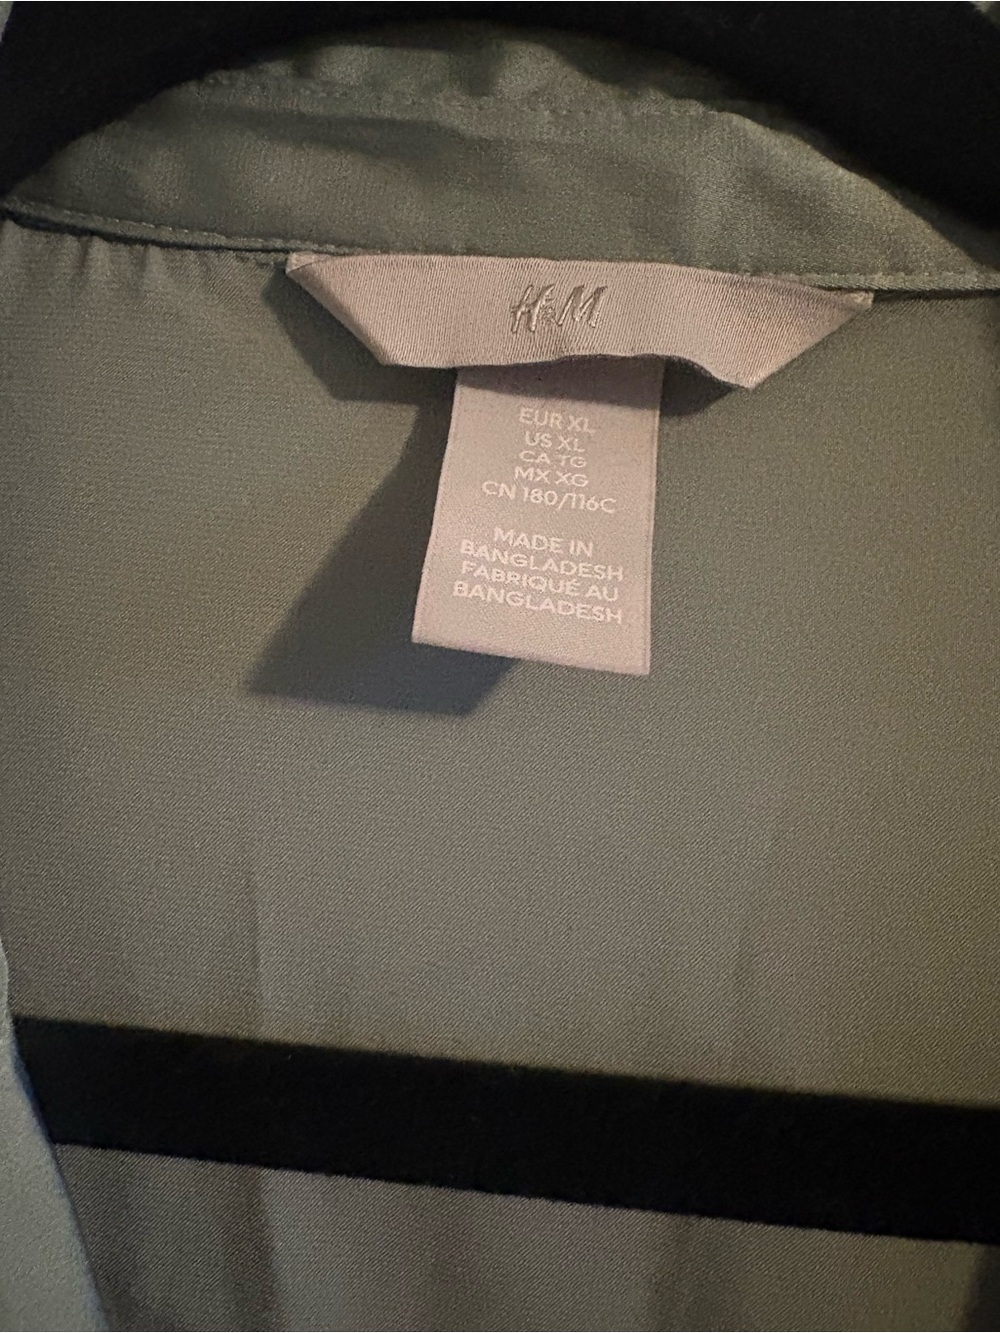 H&M
EUR XL
US XL
CA TG
MX XG
CN 180/116C
MADE IN
BANGLADESH
FABRIQUÉ AU
BANGLADESH